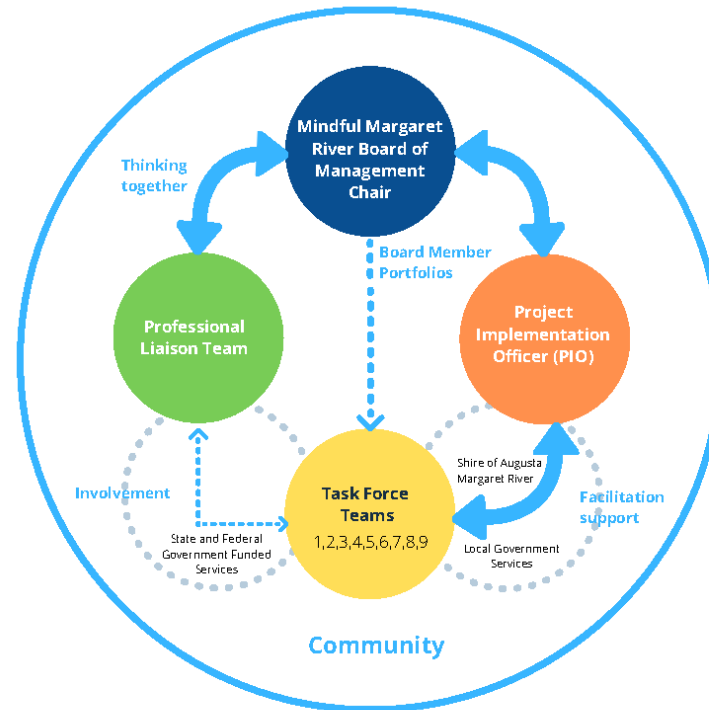 Mindful Margaret
River Board of
Management
Chair
Thinking
together
Board Member
Portfolios
Professional
Liaison Team
Project
Implementation
Officer (PIO)
Shire of Augusta
Margaret River
Involvement
Task Force
Teams
1,2,3,4,5,6,7,8,9
Facilitation
support
State and Federal
Government Funded
Services
Local Government
Services
Community